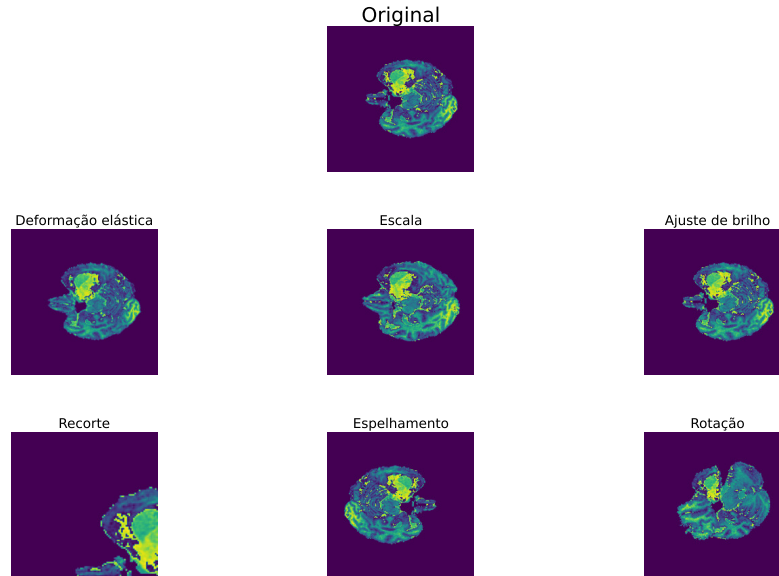 Original
Deformação elástica
Escala
Ajuste de brilho
Recorte
Espelhamento
Rotação